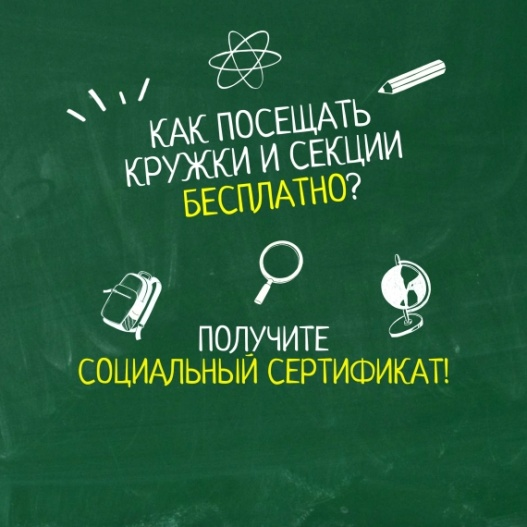 КАК ПОСЕЩАТЬ
КРУЖКИ И СЕКЦИИ
БЕСПЛАТНО?
ПОЛУЧИТЕ
СОЦИАЛЬНЫЙ СЕРТИФИКАТ!